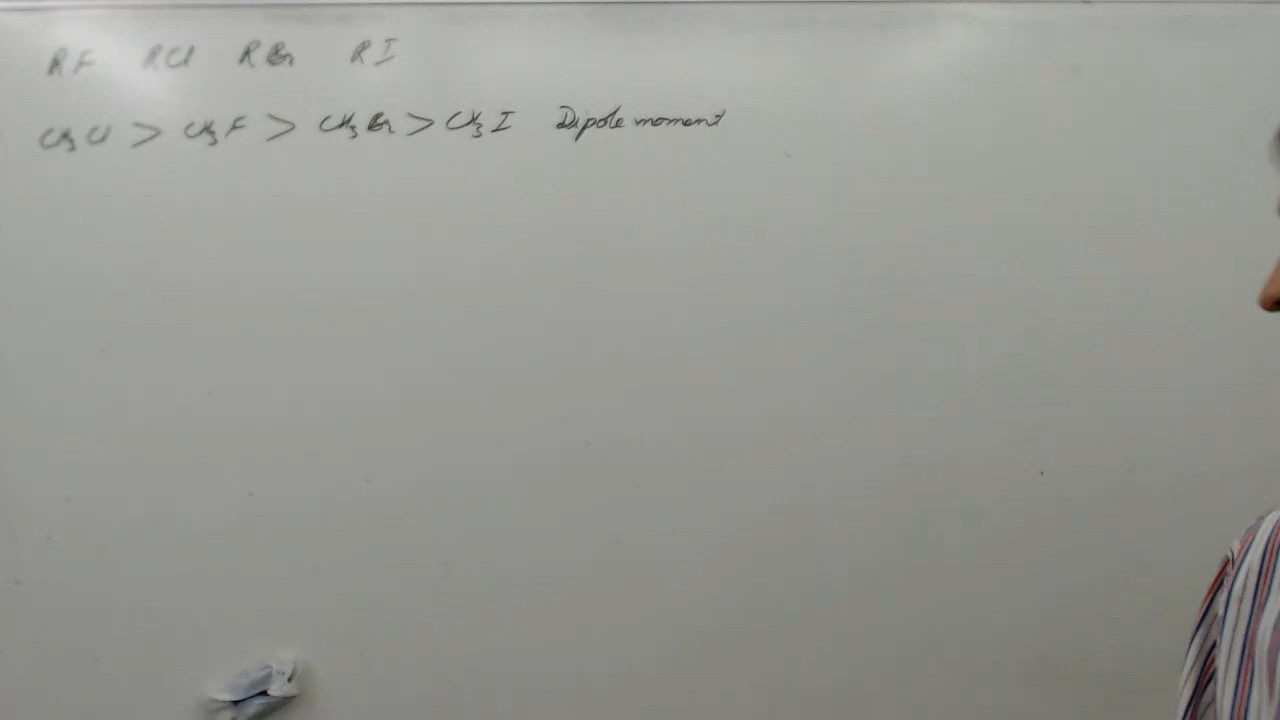 RF RCl RBr RI
CH₃Cl > CH₃F > CH₃Br > CH₃I Dipole moment